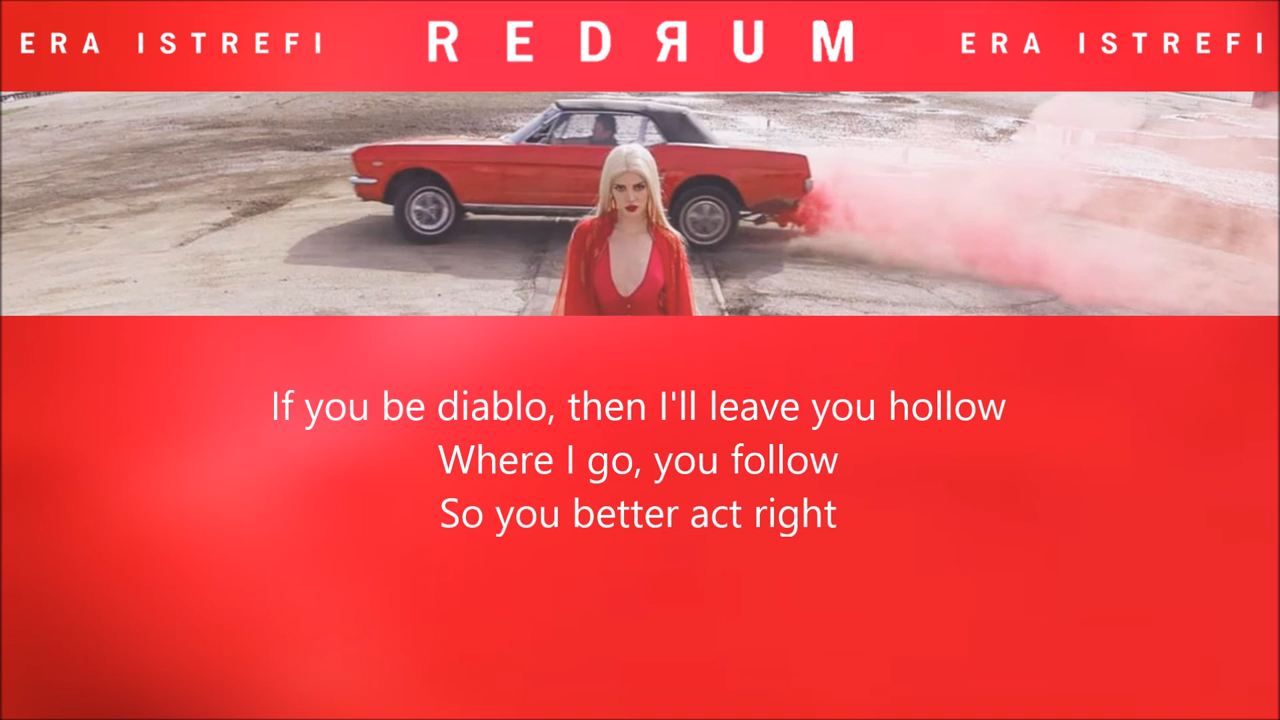 ERA ISTREFI REDЯUM ERA ISTREFI
If you be diablo, then I'll leave you hollow
Where I go, you follow
So you better act right